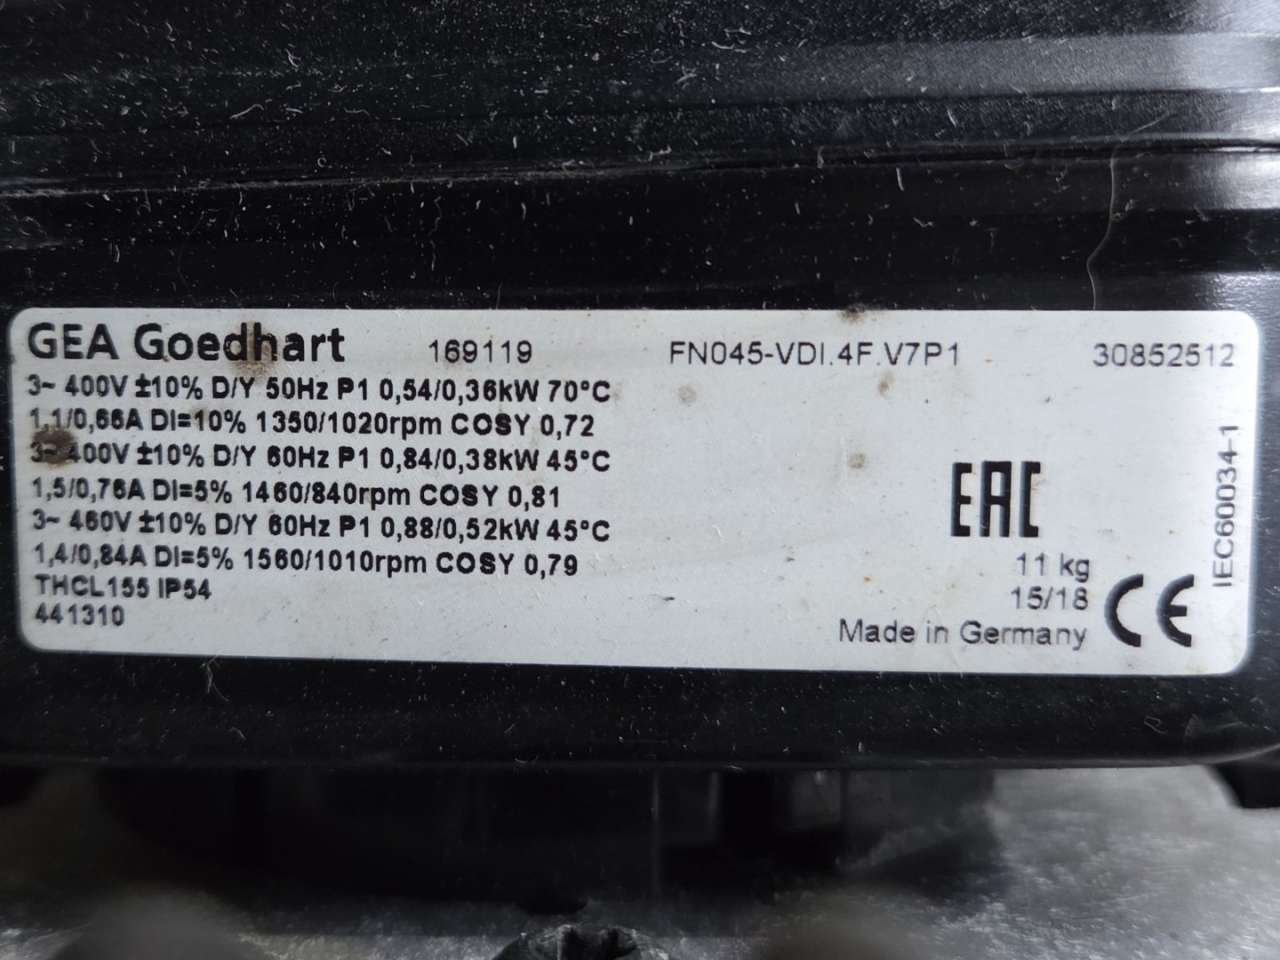 GEA Goedhart 169119 FN045-VDI.4F.V7P1 30852512
3~ 400V ±10% D/Y 50Hz P1 0,54/0,36kW 70°C
1,1/0,66A DI=10% 1350/1020rpm COSY 0,72
3~ 400V ±10% D/Y 60Hz P1 0,84/0,38kW 45°C
1,5/0,76A DI=5% 1460/840rpm COSY 0,81
3~ 460V ±10% D/Y 60Hz P1 0,88/0,52kW 45°C
1,4/0,84A DI=5% 1560/1010rpm COSY 0,79
THCL155 IP54
441310
EAC
11 kg
15/18
Made in Germany
CE
IEC60034-1